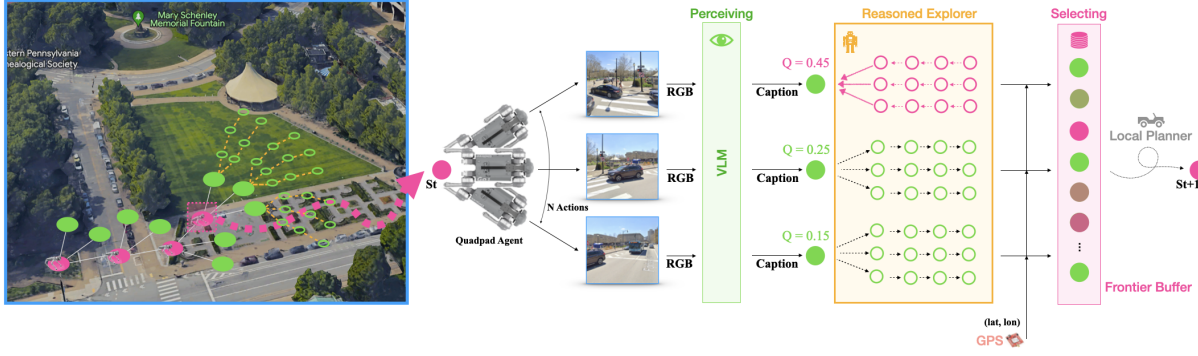 Mary Schenley
Memorial Fountain
stern Pennsylvania
nealogical Society
St
Quadpad Agent
N Actions
RGB
RGB
RGB
Perceiving
VLM
Caption
Caption
Caption
Q = 0.45
Q = 0.25
Q = 0.15
Reasoned Explorer
(lat, lon)
GPS
Selecting
...
Frontier Buffer
Local Planner
St+1